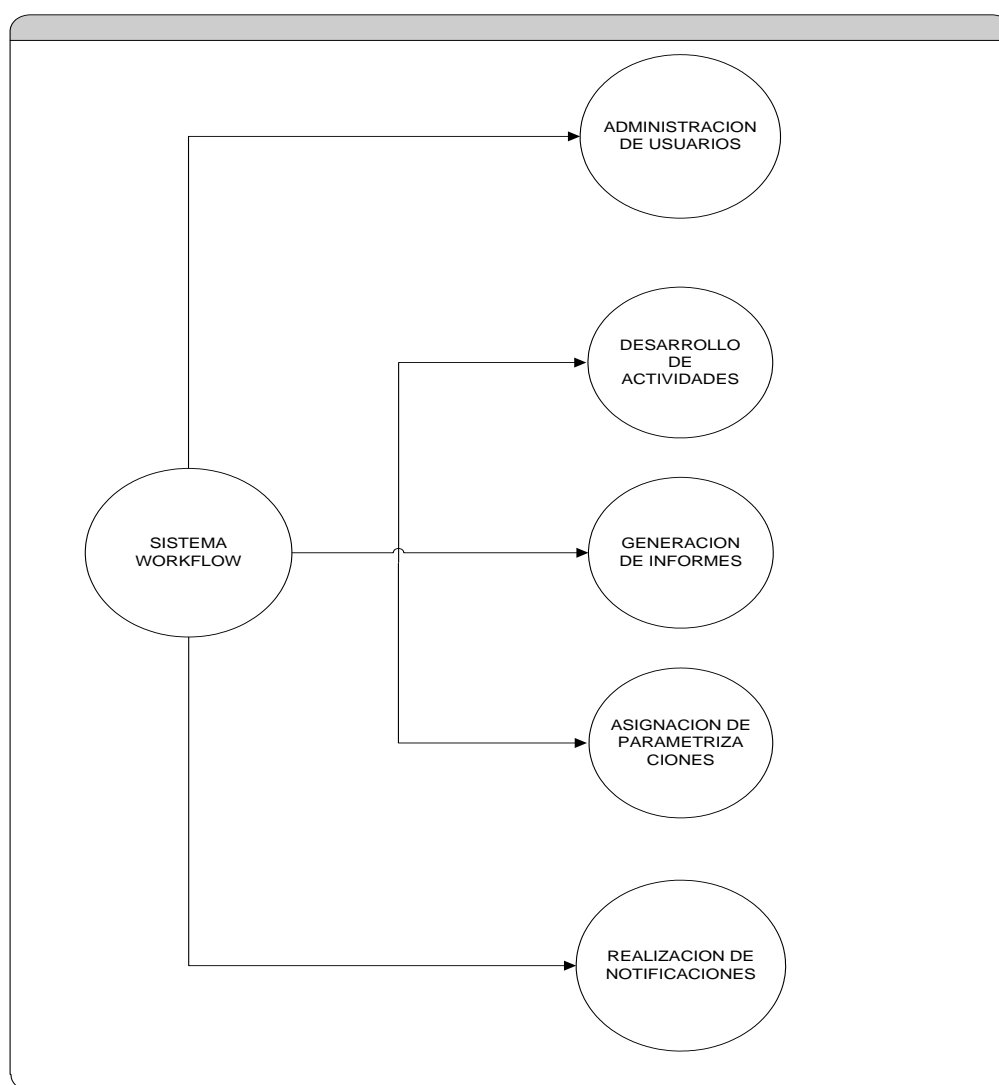 ADMINISTRACION
DE USUARIOS
DESARROLLO
DE
ACTIVIDADES
SISTEMA
WORKFLOW
GENERACION
DE INFORMES
ASIGNACION DE
PARAMETRIZA
CIONES
REALIZACION DE
NOTIFICACIONES